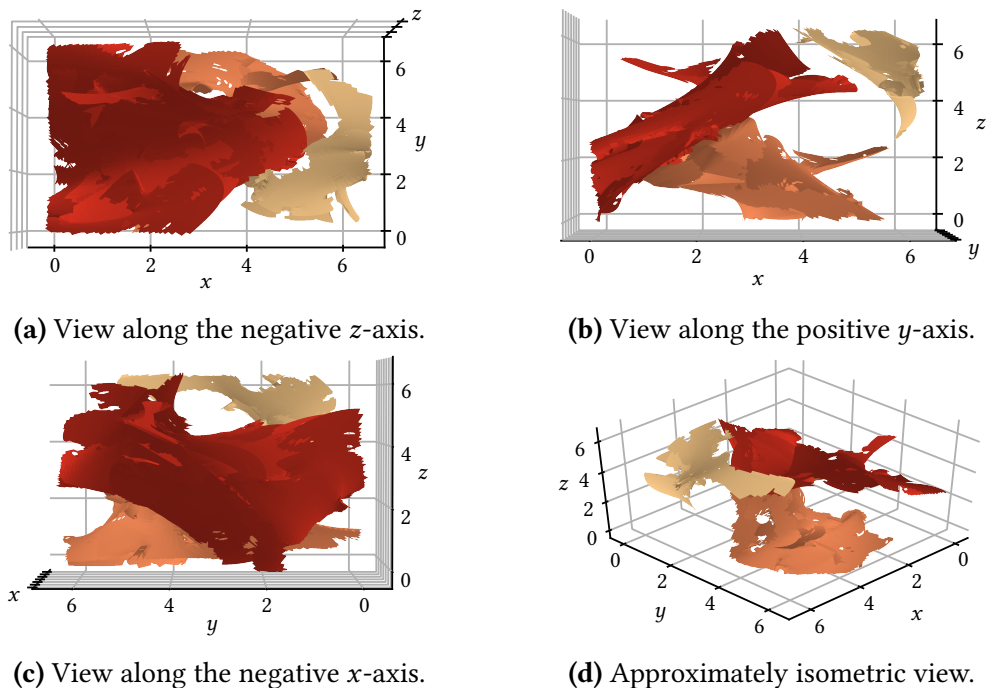 z
6
4
y
2
0
0 2 4 6
x
(a) View along the negative z-axis.
6
4
z
2
0
y
0 2 4 6
x
(b) View along the positive y-axis.
6
4
z
2
0
x
6 4 2 0
y
(c) View along the negative x-axis.
6
z 4
2
0
0 0
2 2
y 4 4 x
6 6
(d) Approximately isometric view.